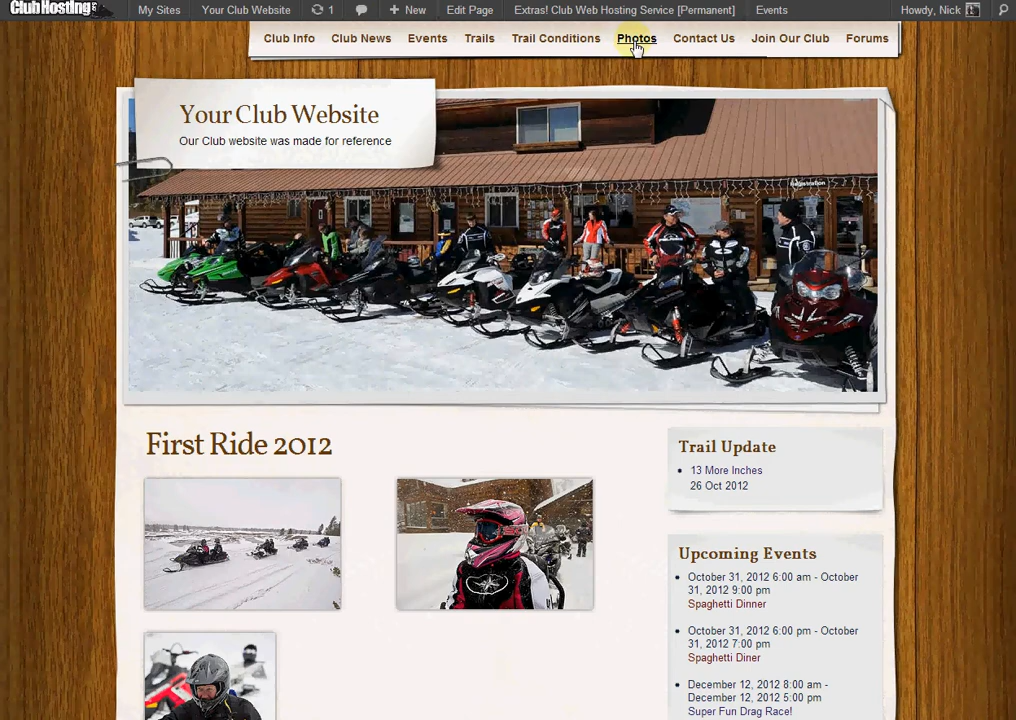 ClubHosting My Sites Your Club Website 1 New Edit Page Extras! Club Web Hosting Service [Permanent] Events Howdy, Nick
Club Info Club News Events Trails Trail Conditions Photos Contact Us Join Our Club Forums
Your Club Website
Our Club website was made for reference
Registration
First Ride 2012
Trail Update
13 More Inches
26 Oct 2012
Upcoming Events
October 31, 2012 6:00 am - October
31, 2012 9:00 pm
Spaghetti Dinner
October 31, 2012 6:00 pm - October
31, 2012 7:00 pm
Spaghetti Diner
December 12, 2012 8:00 am -
December 12, 2012 5:00 pm
Super Fun Drag Race!